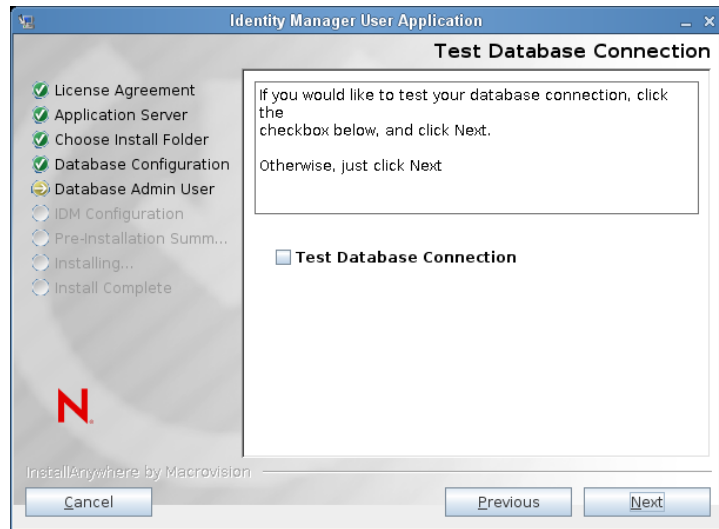 Identity Manager User Application
Test Database Connection
License Agreement
Application Server
Choose Install Folder
Database Configuration
Database Admin User
IDM Configuration
Pre-Installation Summ...
Installing...
Install Complete
If you would like to test your database connection, click
the
checkbox below, and click Next.
Otherwise, just click Next
Test Database Connection
N.
InstallAnywhere by Macrovision
Cancel
Previous
Next